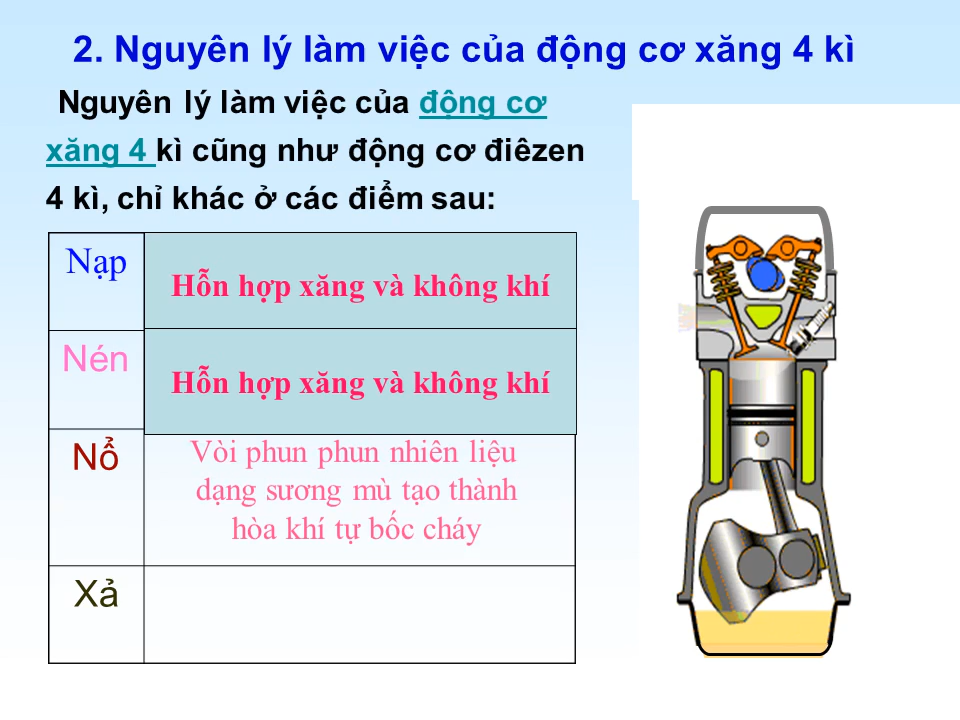 2. Nguyên lý làm việc của động cơ xăng 4 kì
Nguyên lý làm việc của động cơ
xăng 4 kì cũng như động cơ điêzen
4 kì, chỉ khác ở các điểm sau:
Nạp
Hỗn hợp xăng và không khí
Nén
Hỗn hợp xăng và không khí
Nổ
Vòi phun phun nhiên liệu
dạng sương mù tạo thành
hòa khí tự bốc cháy
Xả